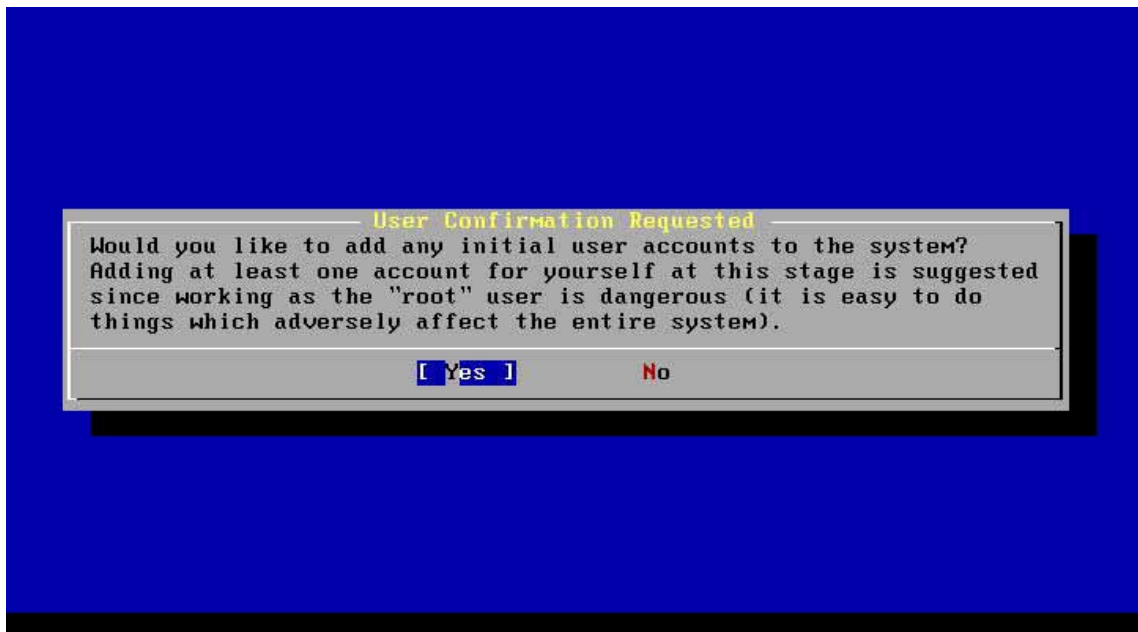 User Confirmation Requested
Would you like to add any initial user accounts to the system?
Adding at least one account for yourself at this stage is suggested
since working as the "root" user is dangerous (it is easy to do
things which adversely affect the entire system).
[ Yes ] No